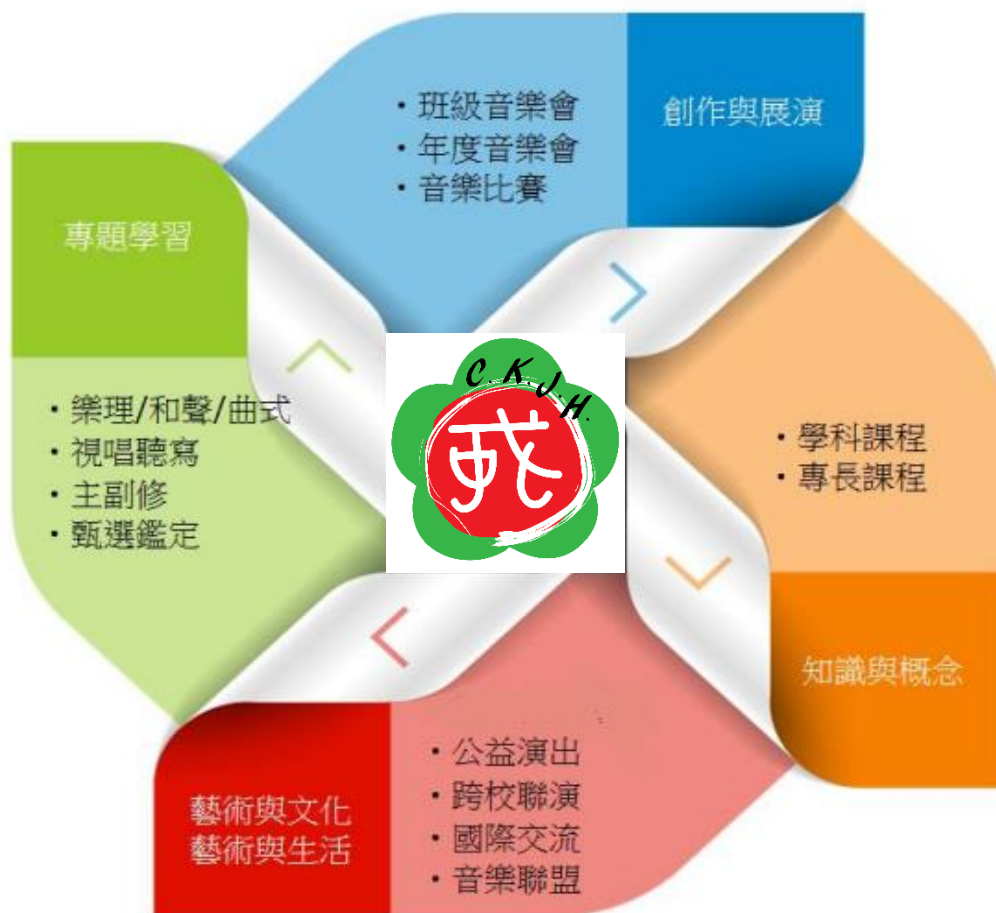 創作與展演
・班級音樂會
・年度音樂會
・音樂比賽
專題學習
・樂理/和聲/曲式
・視唱聽寫
・主副修
・甄選鑑定
C.K.J.H.
・學科課程
・專長課程
知識與概念
藝術與文化
藝術與生活
・公益演出
・跨校聯演
・國際交流
・音樂聯盟